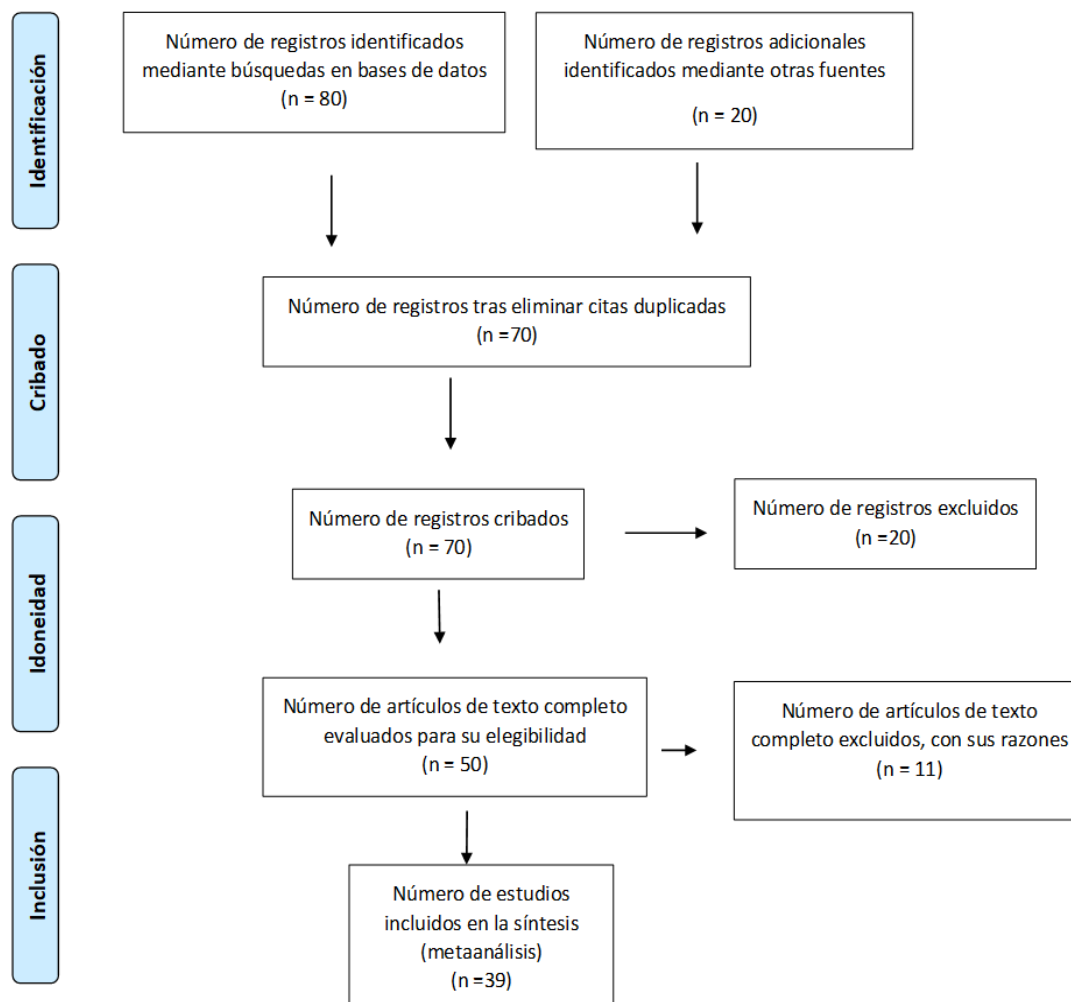 Identificación
Número de registros identificados
mediante búsquedas en bases de datos
(n = 80)
Número de registros adicionales
identificados mediante otras fuentes
(n = 20)
Cribado
Número de registros tras eliminar citas duplicadas
(n =70)
Número de registros cribados
(n = 70)
Número de registros excluidos
(n =20)
Idoneidad
Número de artículos de texto completo
evaluados para su elegibilidad
(n = 50)
Número de artículos de texto
completo excluidos, con sus razones
(n = 11)
Inclusión
Número de estudios
incluidos en la síntesis
(metaanálisis)
(n =39)